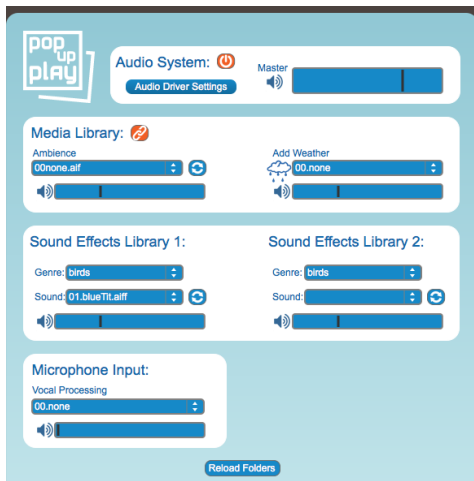 pop
up
play
Audio System:
Audio Driver Settings
Master
Media Library:
Ambience
00none.aif
Add Weather
00.none
Sound Effects Library 1:
Genre: birds
Sound: 01.blueTit.aiff
Sound Effects Library 2:
Genre: birds
Sound:
Microphone Input:
Vocal Processing
00.none
Reload Folders